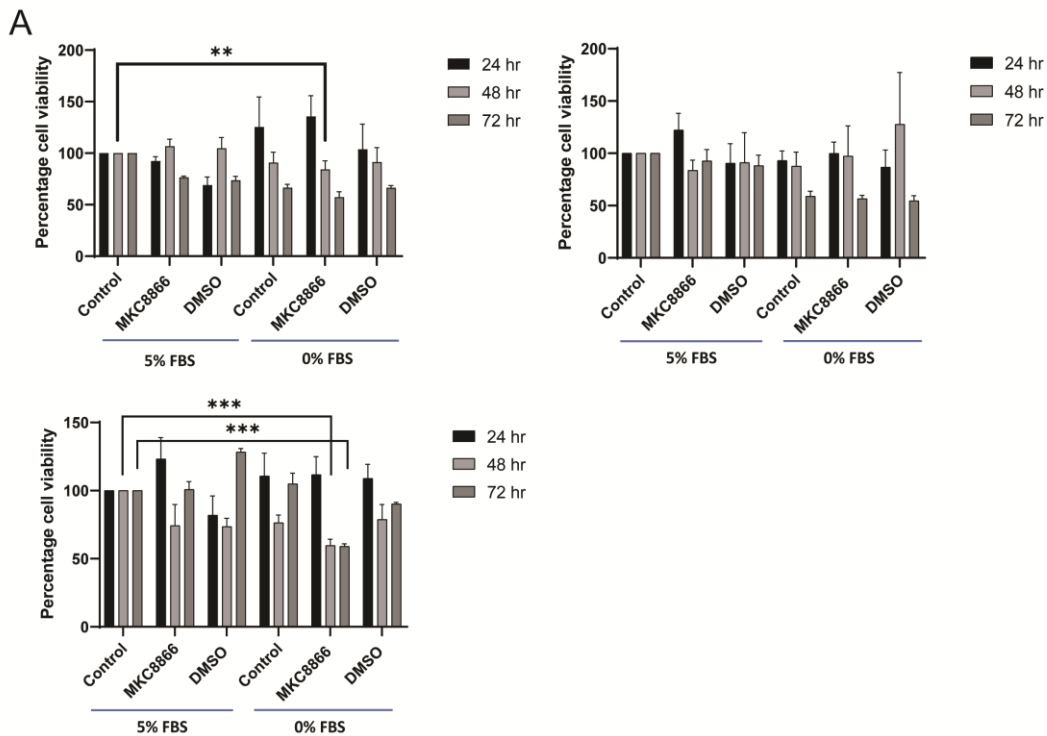 A
Percentage cell viability
200
150
100
50
0
**
24 hr
48 hr
72 hr
Control
MKC8866
DMSO
Control
MKC8866
DMSO
5% FBS
0% FBS
Percentage cell viability
200
150
100
50
0
24 hr
48 hr
72 hr
Control
MKC8866
DMSO
Control
MKC8866
DMSO
5% FBS
0% FBS
Percentage cell viability
150
100
50
0
***
***
24 hr
48 hr
72 hr
Control
MKC8866
DMSO
Control
MKC8866
DMSO
5% FBS
0% FBS